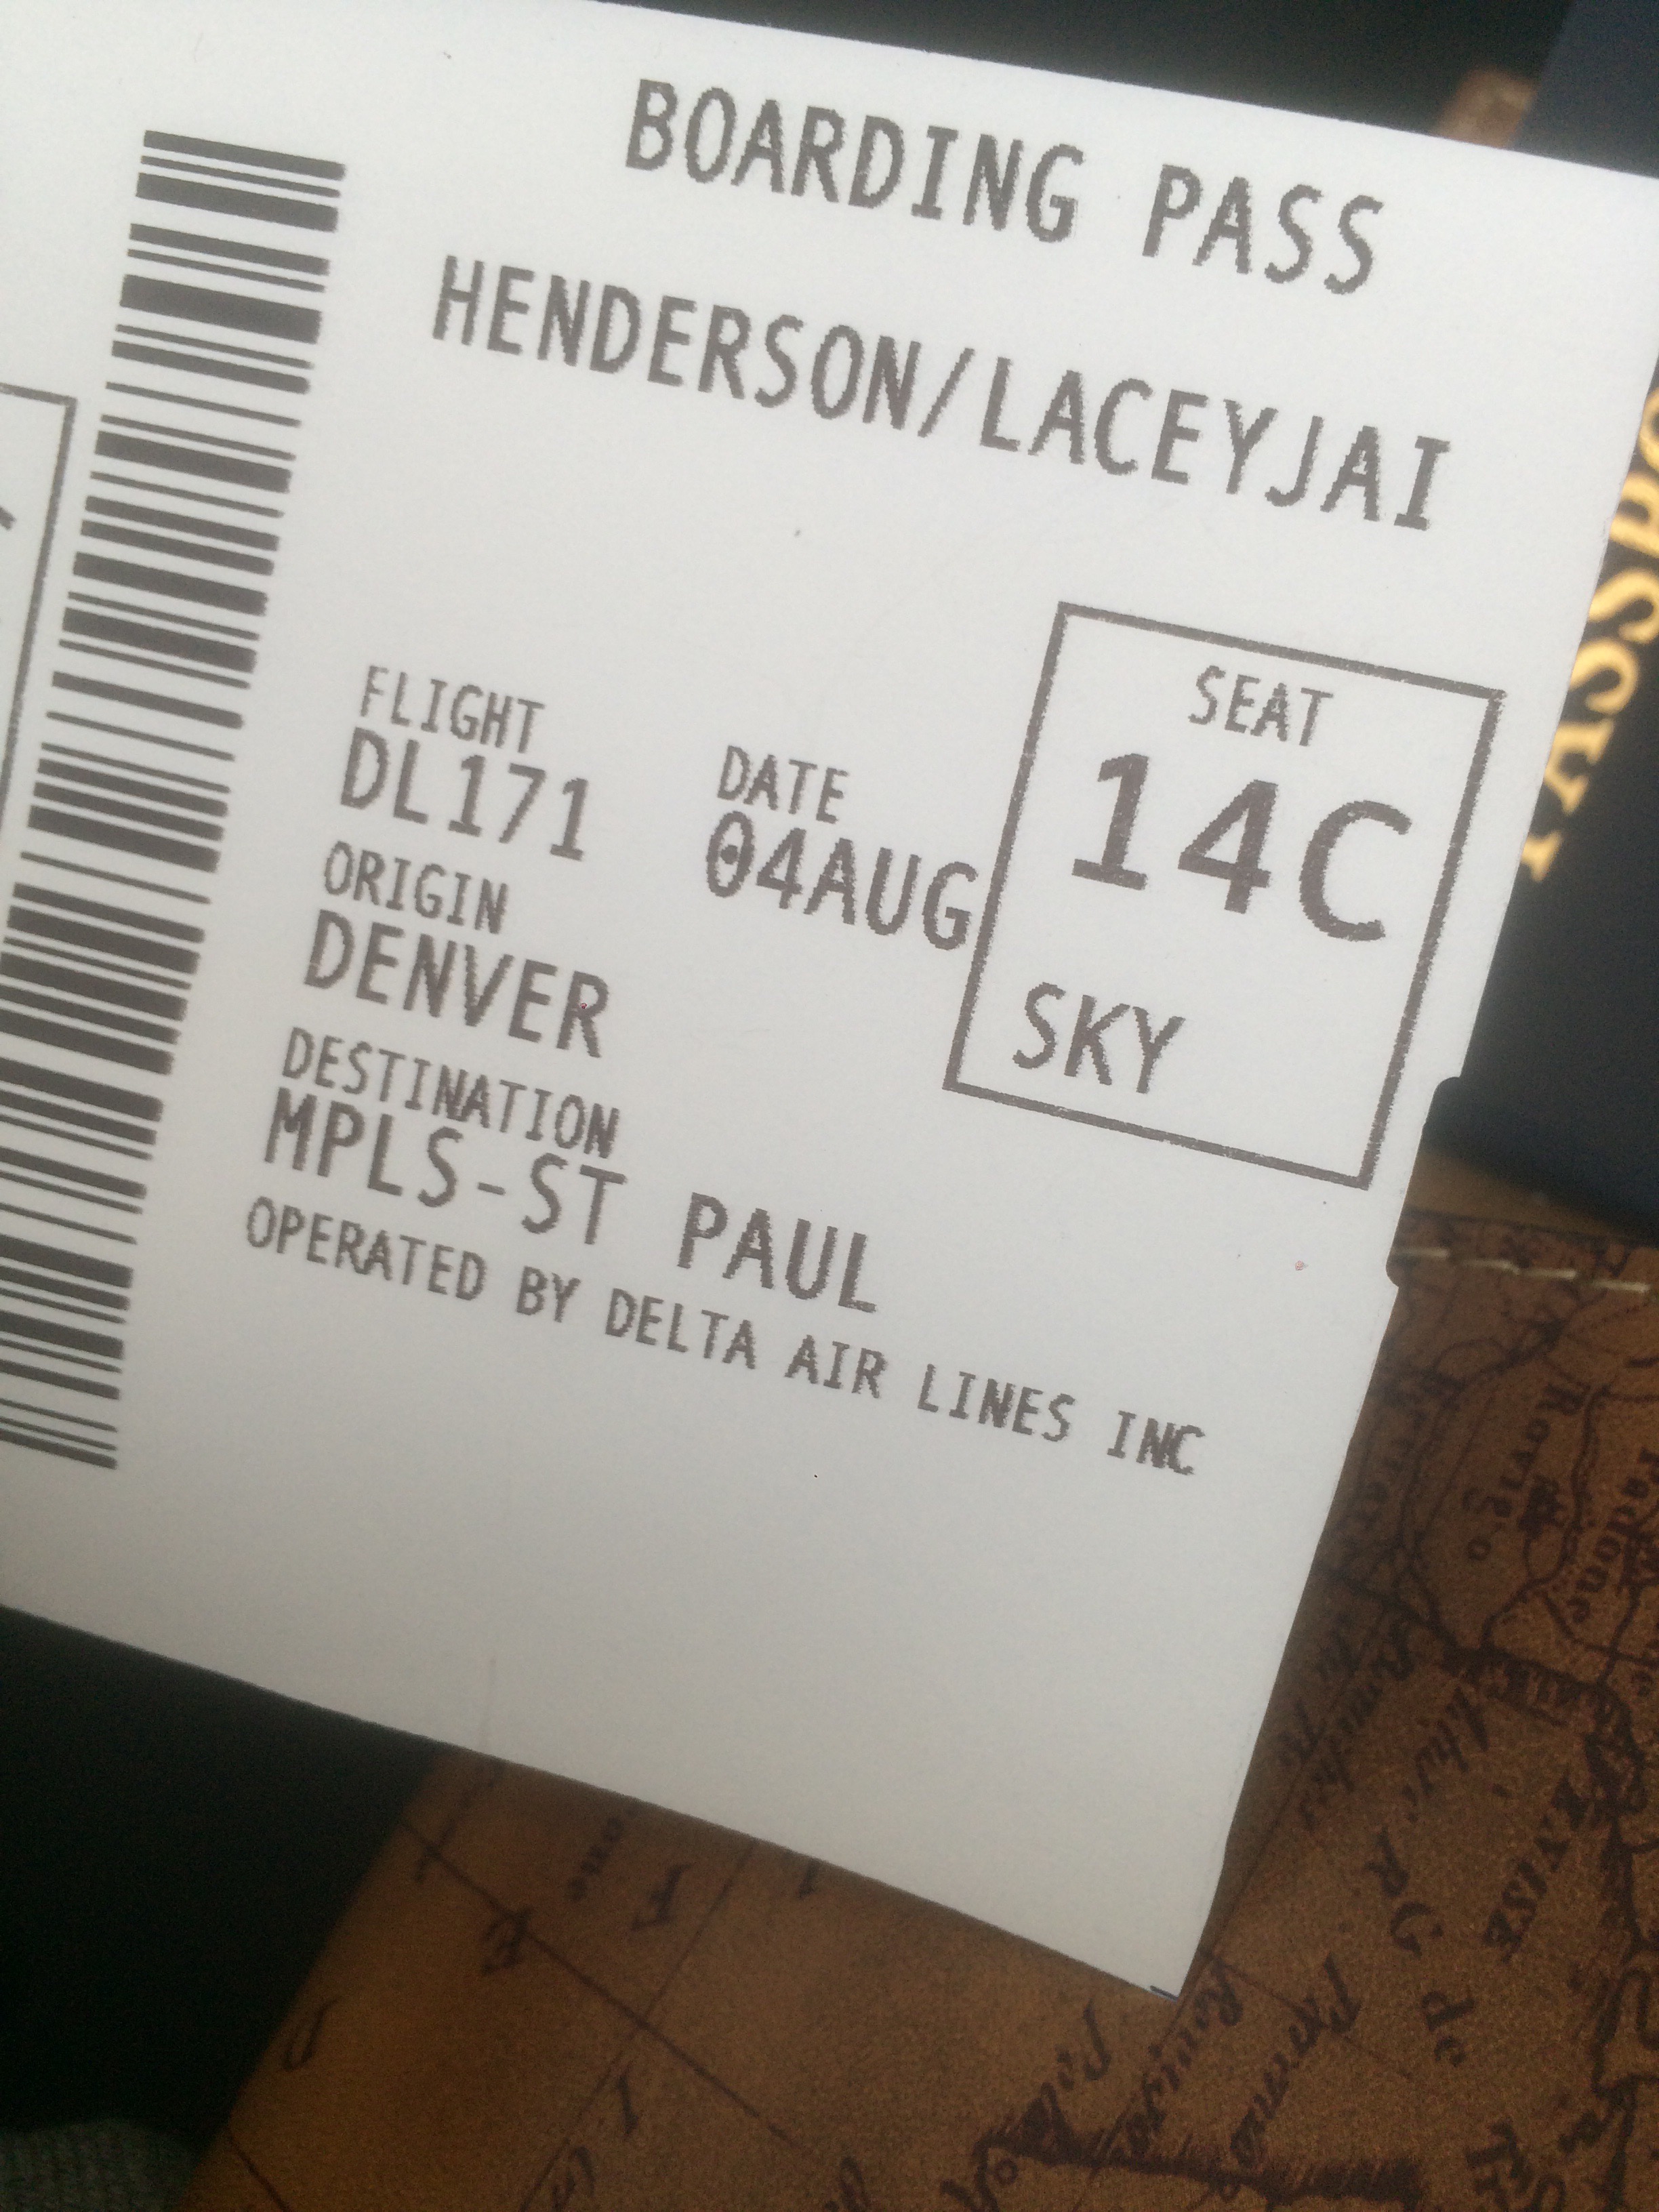 BOARDING PASS
HENDERSON/LACEYJAI
FLIGHT
DL171
DATE
04AUG
SEAT
14C
SKY
ORIGIN
DENVER
DESTINATION
MPLS-ST PAUL
OPERATED BY DELTA AIR LINES INC